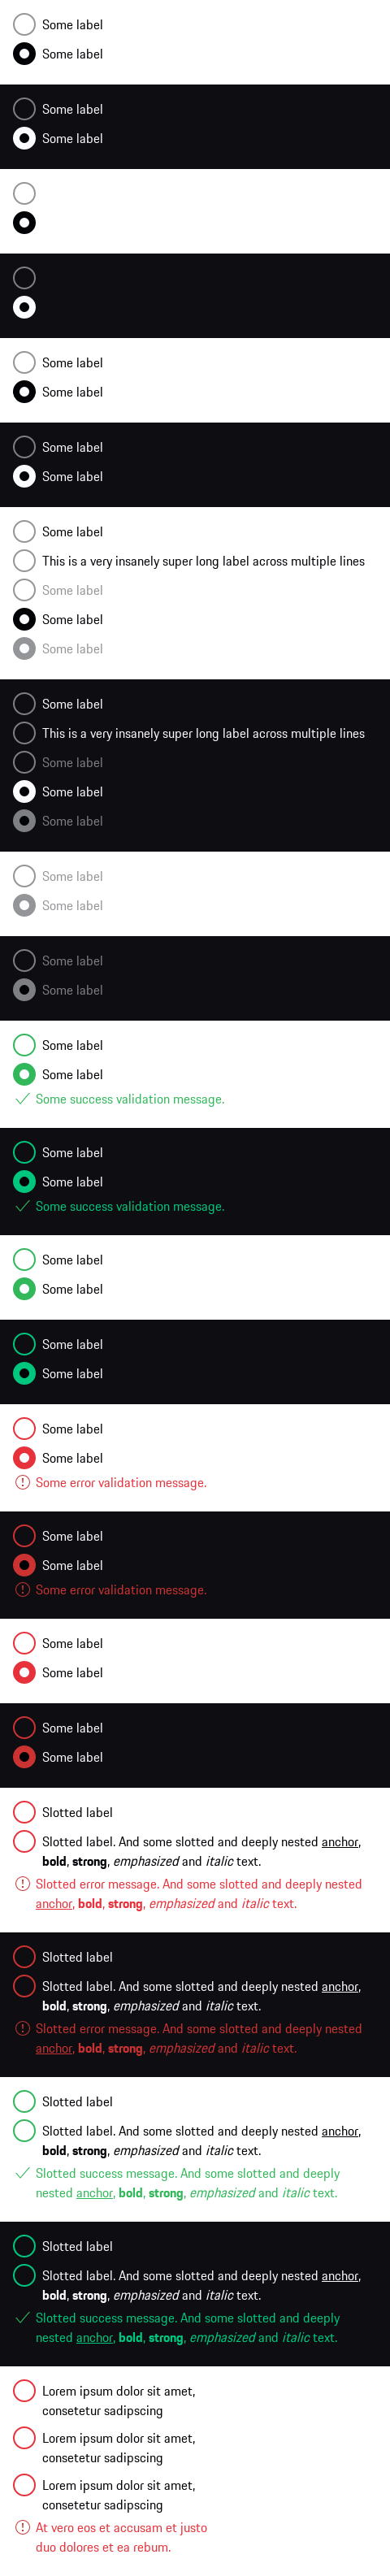 Some label
Some label
Some label
Some label
Some label
Some label
Some label
Some label
Some label
This is a very insanely super long label across multiple lines
Some label
Some label
Some label
Some label
This is a very insanely super long label across multiple lines
Some label
Some label
Some label
Some label
Some label
Some label
Some label
Some label
Some label
Some success validation message.
Some label
Some label
Some success validation message.
Some label
Some label
Some label
Some label
Some label
Some label
Some error validation message.
Some label
Some label
Some error validation message.
Some label
Some label
Some label
Some label
Slotted label
Slotted label. And some slotted and deeply nested anchor,
bold, strong, emphasized and italic text.
Slotted error message. And some slotted and deeply nested
anchor, bold, strong, emphasized and italic text.
Slotted label
Slotted label. And some slotted and deeply nested anchor,
bold, strong, emphasized and italic text.
Slotted error message. And some slotted and deeply nested
anchor, bold, strong, emphasized and italic text.
Slotted label
Slotted label. And some slotted and deeply nested anchor,
bold, strong, emphasized and italic text.
Slotted success message. And some slotted and deeply
nested anchor, bold, strong, emphasized and italic text.
Slotted label
Slotted label. And some slotted and deeply nested anchor,
bold, strong, emphasized and italic text.
Slotted success message. And some slotted and deeply
nested anchor, bold, strong, emphasized and italic text.
Lorem ipsum dolor sit amet,
consetetur sadipscing
Lorem ipsum dolor sit amet,
consetetur sadipscing
Lorem ipsum dolor sit amet,
consetetur sadipscing
At vero eos et accusam et justo
duo dolores et ea rebum.